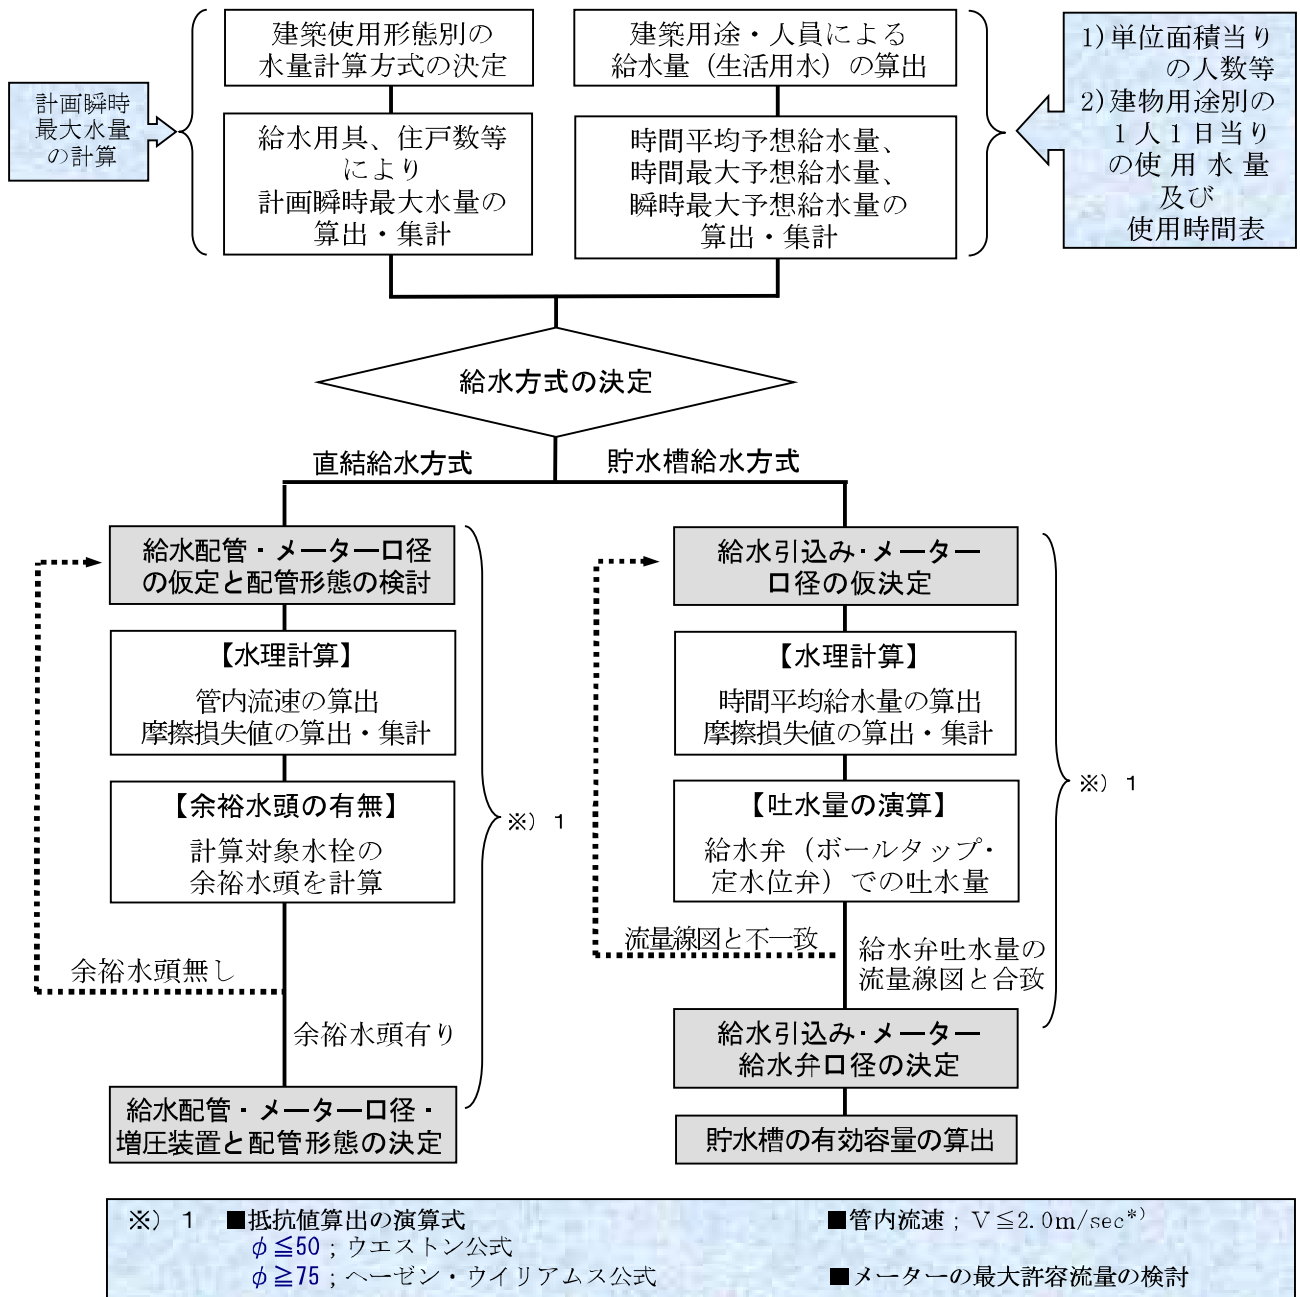 建築使用形態別の
水量計算方式の決定
建築用途・人員による
給水量（生活用水）の算出
1)単位面積当り
の人数等
2)建物用途別の
１人１日当り
の使用水量
及び
使用時間表
計画瞬時
最大水量
の計算
給水用具、住戸数等
により
計画瞬時最大水量の
算出・集計
時間平均予想給水量、
時間最大予想給水量、
瞬時最大予想給水量の
算出・集計
給水方式の決定
直結給水方式
貯水槽給水方式
給水配管・メーター口径
の仮定と配管形態の検討
【水理計算】
管内流速の算出
摩擦損失値の算出・集計
【余裕水頭の有無】
計算対象水栓の
余裕水頭を計算
※）１
余裕水頭無し
余裕水頭有り
給水配管・メーター口径・
増圧装置と配管形態の決定
給水引込み・メーター
口径の仮決定
【水理計算】
時間平均給水量の算出
摩擦損失値の算出・集計
【吐水量の演算】
給水弁（ボールタップ・
定水位弁）での吐水量
※）１
流量線図と不一致
給水弁吐水量の
流量線図と合致
給水引込み・メーター
給水弁口径の決定
貯水槽の有効容量の算出
※）１ ■抵抗値算出の演算式
φ≦50；ウエストン公式
φ≧75；ヘーゼン・ウイリアムス公式
■管内流速；Ｖ≦2.0m/sec*)
■メーターの最大許容流量の検討